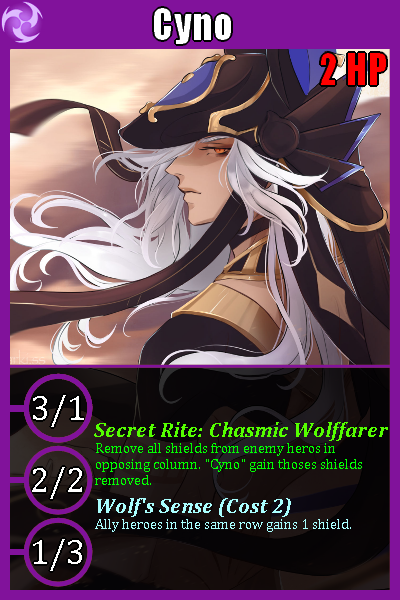 Cyno
2 HP
3/1
Secret Rite: Chasmic Wolffarer
Remove all shields from enemy heros in
opposing column. "Cyno" gain thoses shields
removed.
2/2
Wolf's Sense (Cost 2)
Ally heroes in the same row gains 1 shield.
1/3